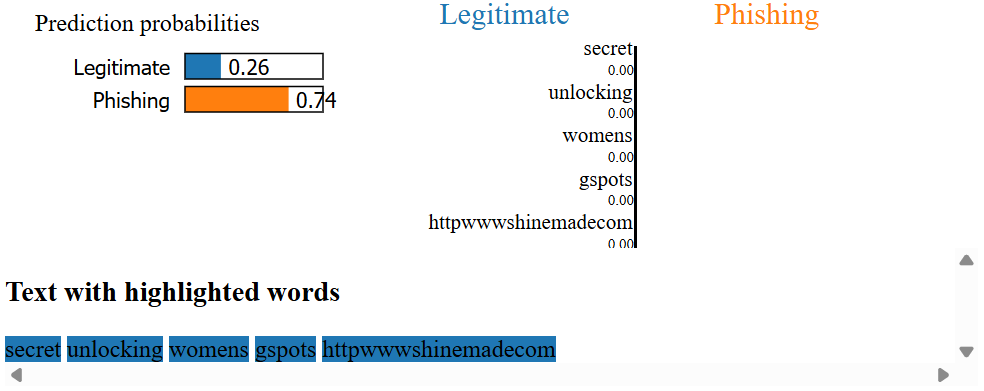 Prediction probabilities
Legitimate 0.26
Phishing 0.74
Legitimate Phishing
secret
0.00
unlocking
0.00
womens
0.00
gspots
0.00
httpwwwshinemadecom
0.00
Text with highlighted words
secret unlocking womens gspots httpwwwshinemadecom